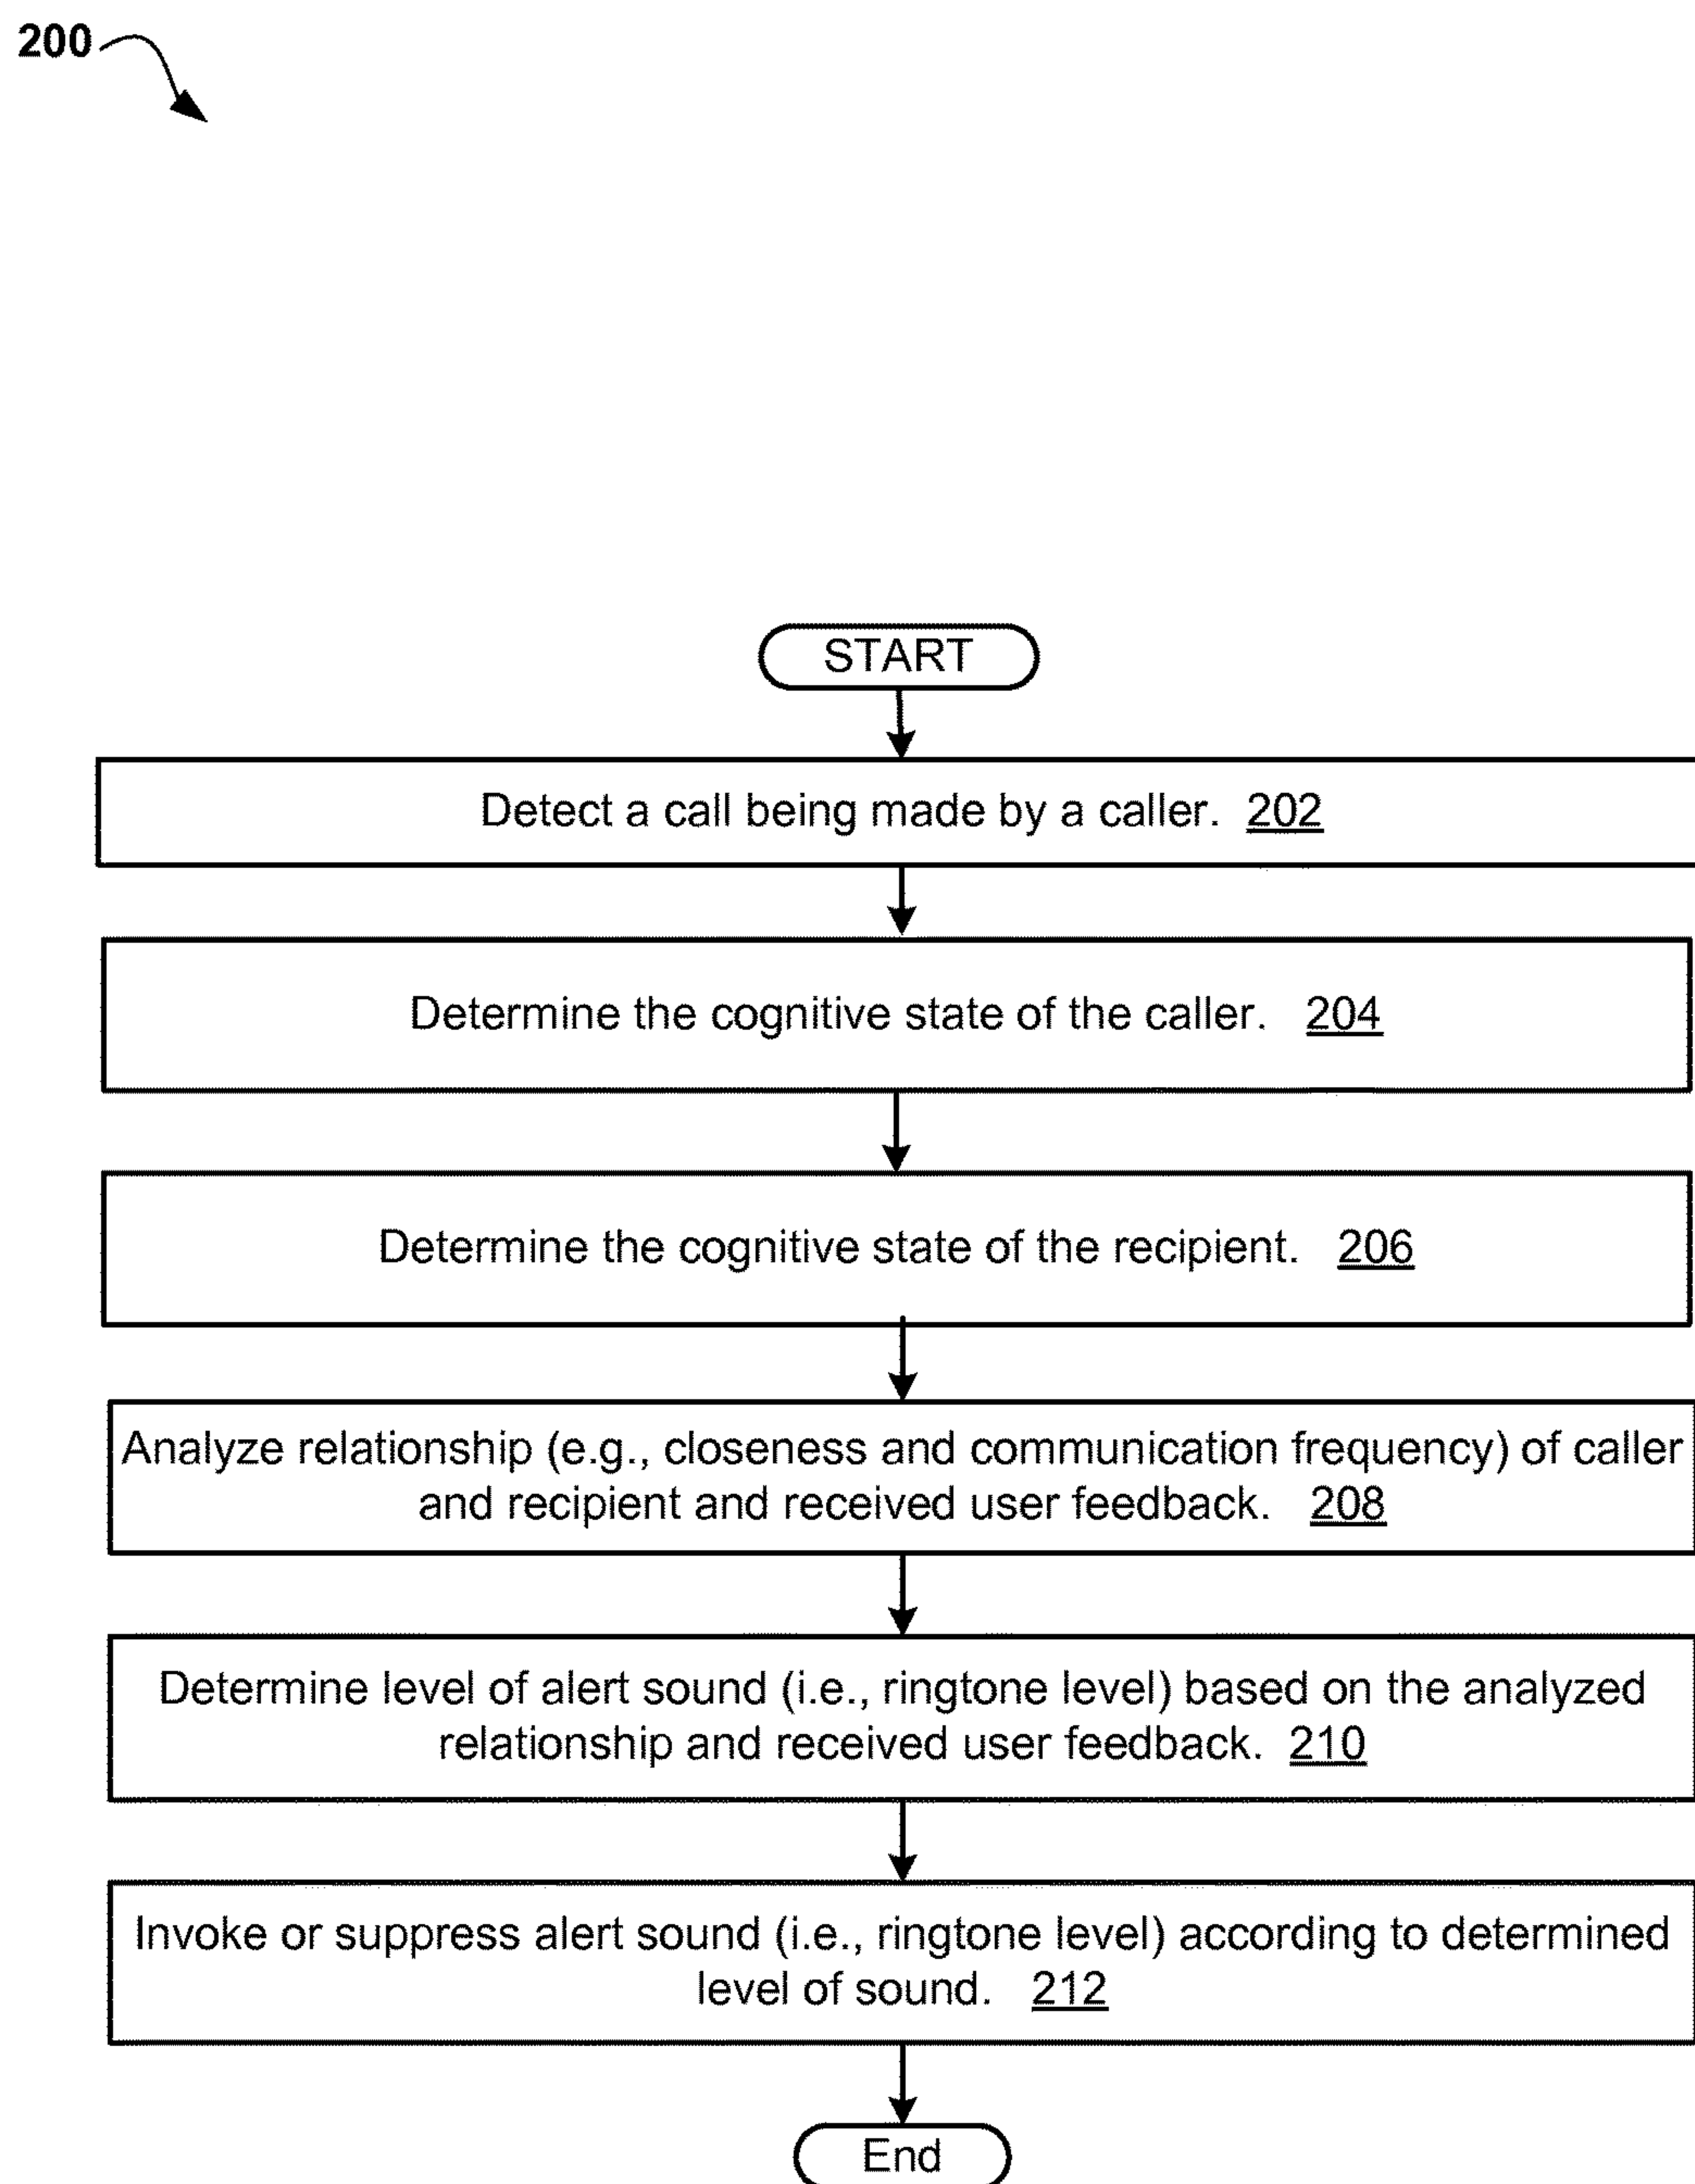 200
START
Detect a call being made by a caller. 202
Determine the cognitive state of the caller. 204
Determine the cognitive state of the recipient. 206
Analyze relationship (e.g., closeness and communication frequency) of caller
and recipient and received user feedback. 208
Determine level of alert sound (i.e., ringtone level) based on the analyzed
relationship and received user feedback. 210
Invoke or suppress alert sound (i.e., ringtone level) according to determined
level of sound. 212
End